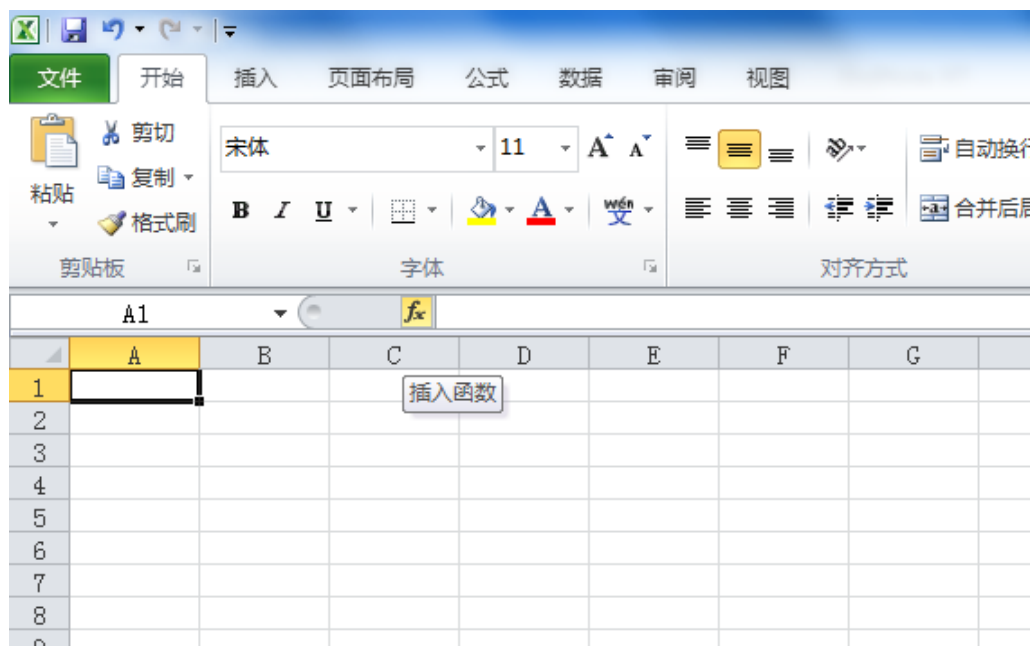 文件 开始 插入 页面布局 公式 数据 审阅 视图
剪切
宋体 11 A A 自动换行
复制
粘贴
B I U A wén 文 a 合并后居
格式刷
剪贴板 字体 对齐方式
A1 fx
A B C D E F G
1
插入函数
2
3
4
5
6
7
8